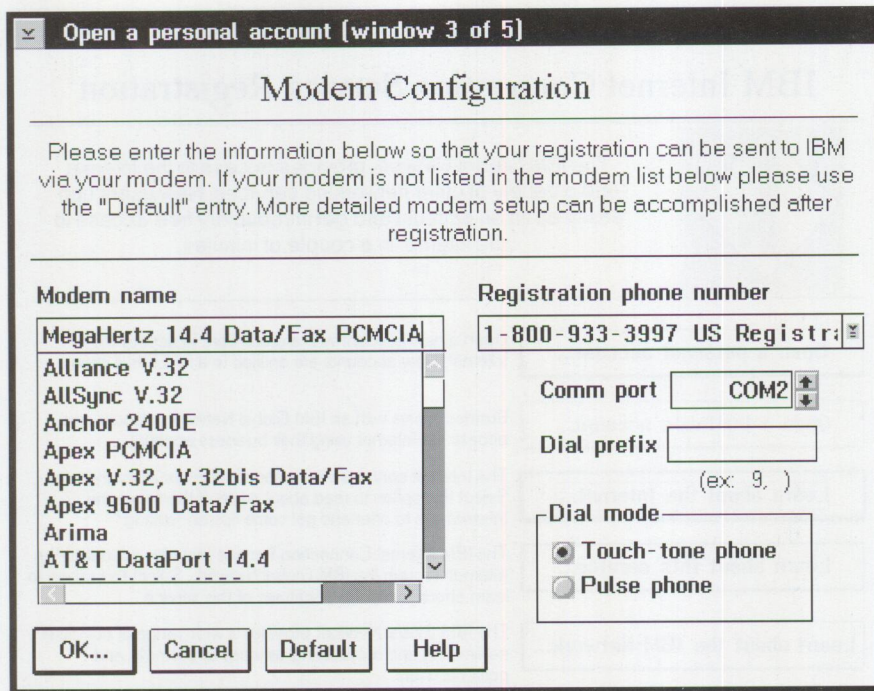 Open a personal account (window 3 of 5)
Modem Configuration
Please enter the information below so that your registration can be sent to IBM
via your modem. If your modem is not listed in the modem list below please use
the "Default" entry. More detailed modem setup can be accomplished after
registration.
Modem name
MegaHertz 14.4 Data/Fax PCMCIA
Alliance V.32
AllSync V.32
Anchor 2400E
Apex PCMCIA
Apex V.32, V.32bis Data/Fax
Apex 9600 Data/Fax
Arima
AT&T DataPort 14.4
Registration phone number
1-800-933-3997 US Registra
Comm port COM2
Dial prefix
(ex: 9, )
Dial mode
Touch-tone phone
Pulse phone
OK... Cancel Default Help